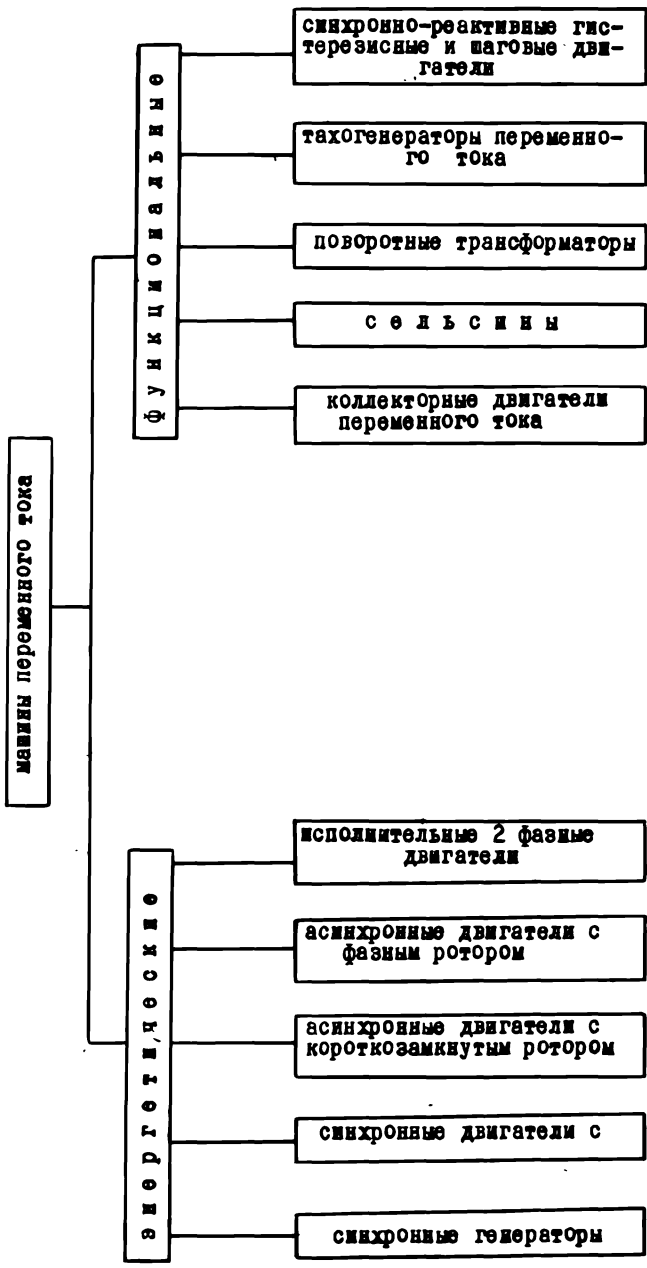 машины переменного тока
функциональные
синхронно-реактивные гис-
терезисные и шаговые дви-
гатели
тахогенераторы переменно-
го тока
поворотные трансформаторы
сельсины
коллекторные двигатели
переменного тока
энергетические
исполнительные 2 фазные
двигатели
асинхронные двигатели с
фазным ротором
асинхронные двигатели с
короткозамкнутым ротором
синхронные двигатели с
синхронные генераторы